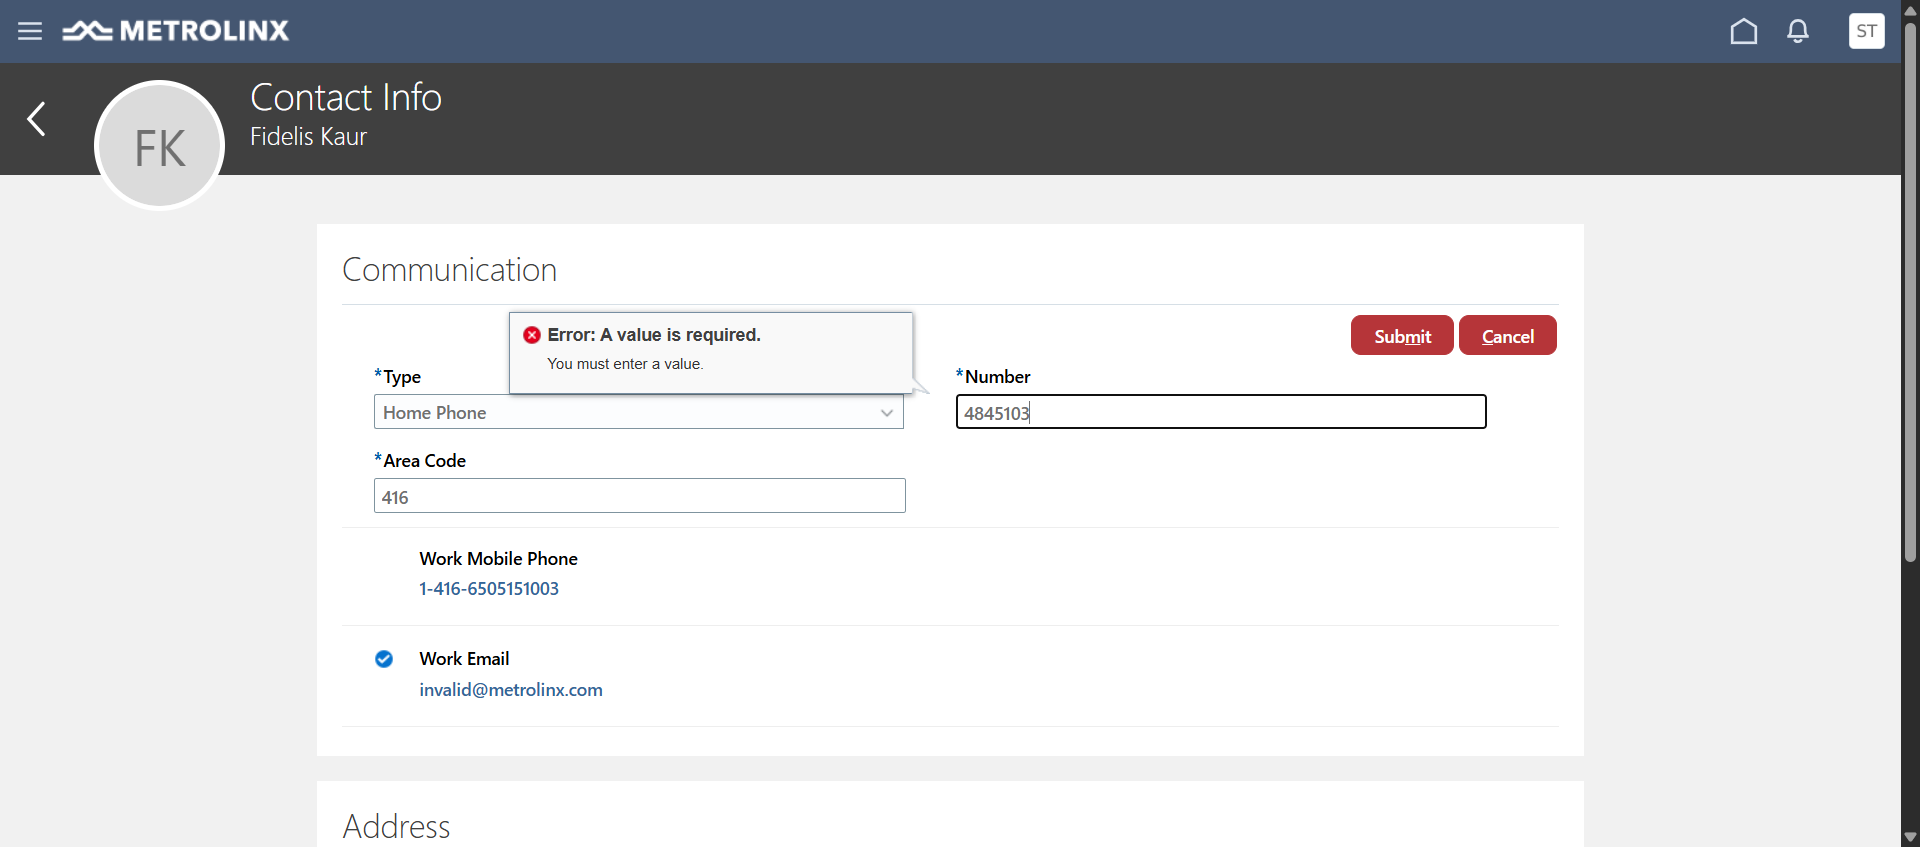 METROLINX
ST
FK
Contact Info
Fidelis Kaur
Communication
Error: A value is required.
You must enter a value.
Submit
Cancel
*Type
Home Phone
*Number
4845103
*Area Code
416
Work Mobile Phone
1-416-6505151003
Work Email
invalid@metrolinx.com
Address